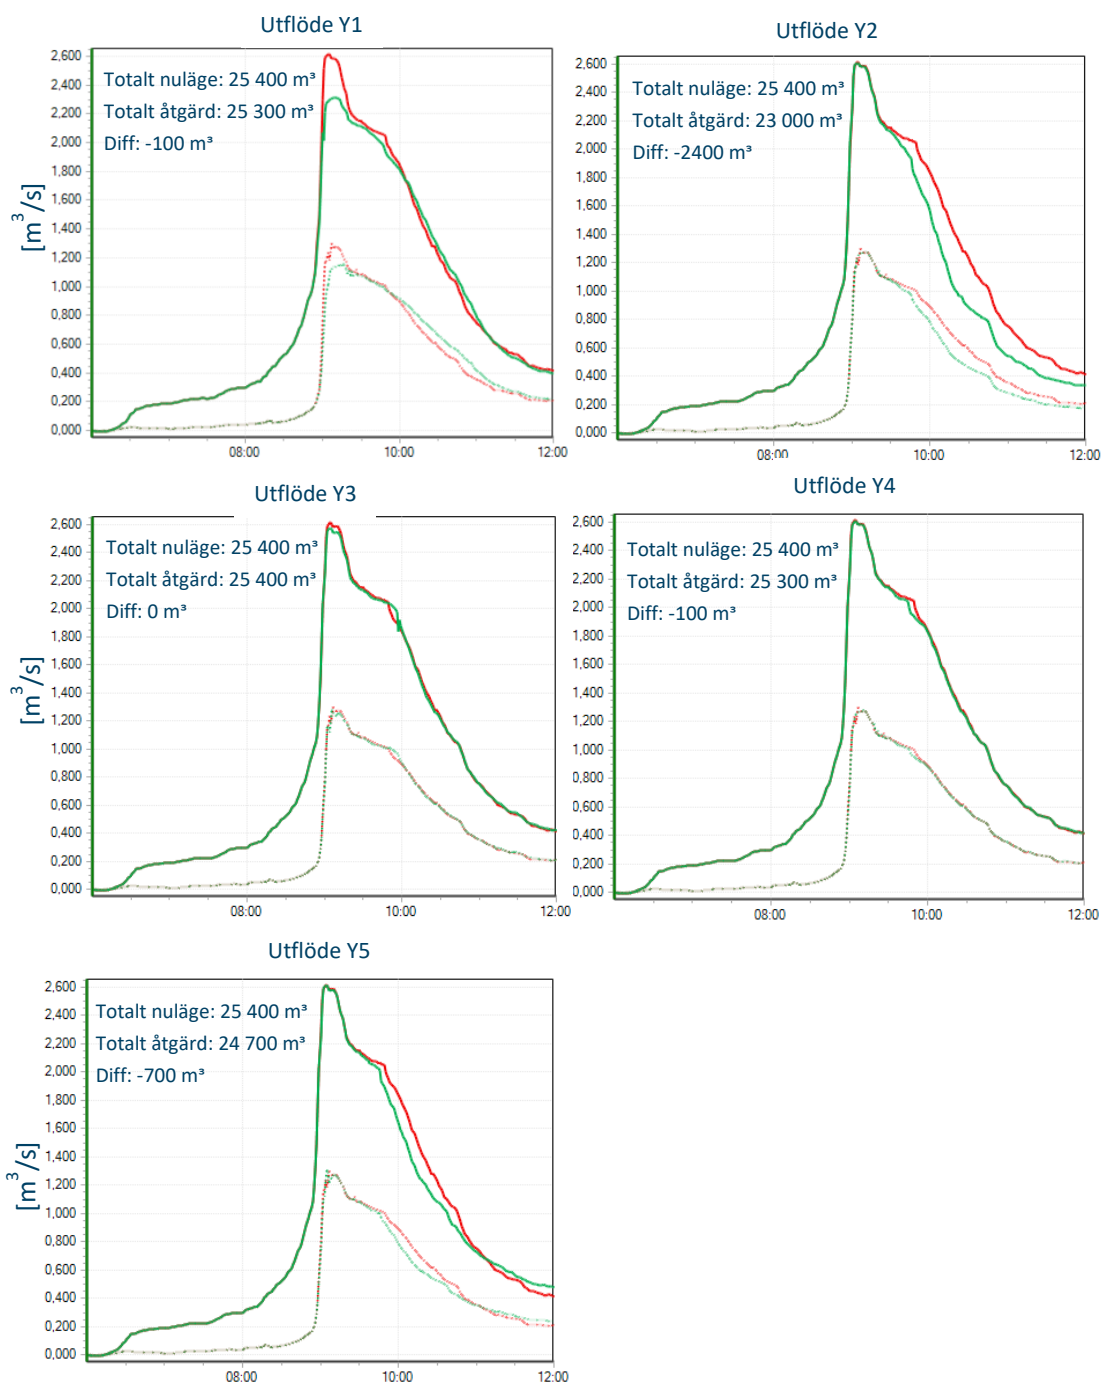 Utflöde Y1
2,600
2,400
2,200
2,000
1,800
1,600
1,400
1,200
1,000
0,800
0,600
0,400
0,200
0,000
[m³/s]
Totalt nuläge: 25 400 m³
Totalt åtgärd: 25 300 m³
Diff: -100 m³
08:00 10:00 12:00
Utflöde Y2
2,600
2,400
2,200
2,000
1,800
1,600
1,400
1,200
1,000
0,800
0,600
0,400
0,200
0,000
Totalt nuläge: 25 400 m³
Totalt åtgärd: 23 000 m³
Diff: -2400 m³
08:00 10:00 12:00
Utflöde Y3
2,600
2,400
2,200
2,000
1,800
1,600
1,400
1,200
1,000
0,800
0,600
0,400
0,200
0,000
[m³/s]
Totalt nuläge: 25 400 m³
Totalt åtgärd: 25 400 m³
Diff: 0 m³
08:00 10:00 12:00
Utflöde Y4
2,600
2,400
2,200
2,000
1,800
1,600
1,400
1,200
1,000
0,800
0,600
0,400
0,200
0,000
Totalt nuläge: 25 400 m³
Totalt åtgärd: 25 300 m³
Diff: -100 m³
08:00 10:00 12:00
Utflöde Y5
2,600
2,400
2,200
2,000
1,800
1,600
1,400
1,200
1,000
0,800
0,600
0,400
0,200
0,000
[m³/s]
Totalt nuläge: 25 400 m³
Totalt åtgärd: 24 700 m³
Diff: -700 m³
08:00 10:00 12:00